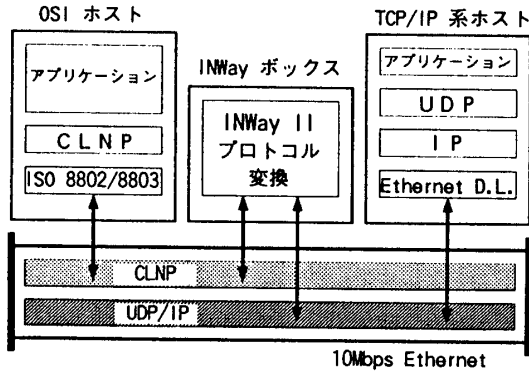 OSI ホスト
アプリケーション
CLNP
ISO 8802/8803
INWay ボックス
INWay II
プロトコル
変換
TCP/IP 系ホスト
アプリケーション
UDP
IP
Ethernet D.L.
CLNP
UDP/IP
10Mbps Ethernet